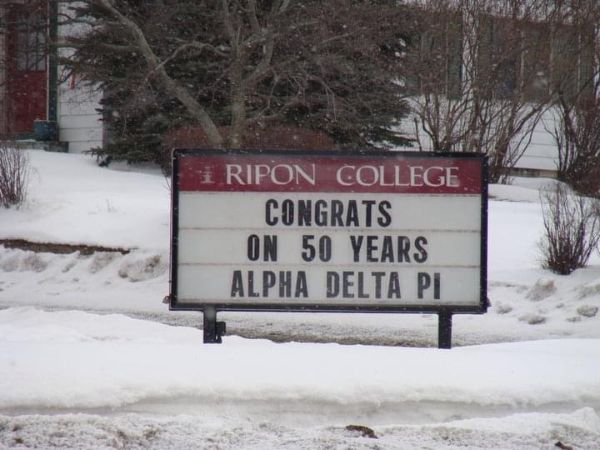 RIPON COLLEGE
CONGRATS
ON 50 YEARS
ALPHA DELTA PI